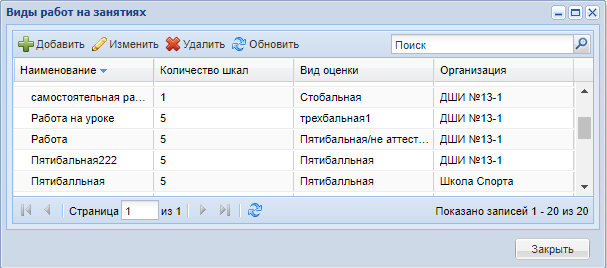 Виды работ на занятиях
Добавить Изменить Удалить Обновить Поиск
Наименование Количество шкал Вид оценки Организация
самостоятельная ра... 1 Стобальная ДШИ №13-1
Работа на уроке 5 трехбальная1 ДШИ №13-1
Работа 5 Пятибальная/не аттест... ДШИ №13-1
Пятибальная222 5 Пятибалльная ДШИ №13-1
Пятибалльная 5 Пятибалльная Школа Спорта
Страница 1 из 1 Показано записей 1 - 20 из 20
Закрыть